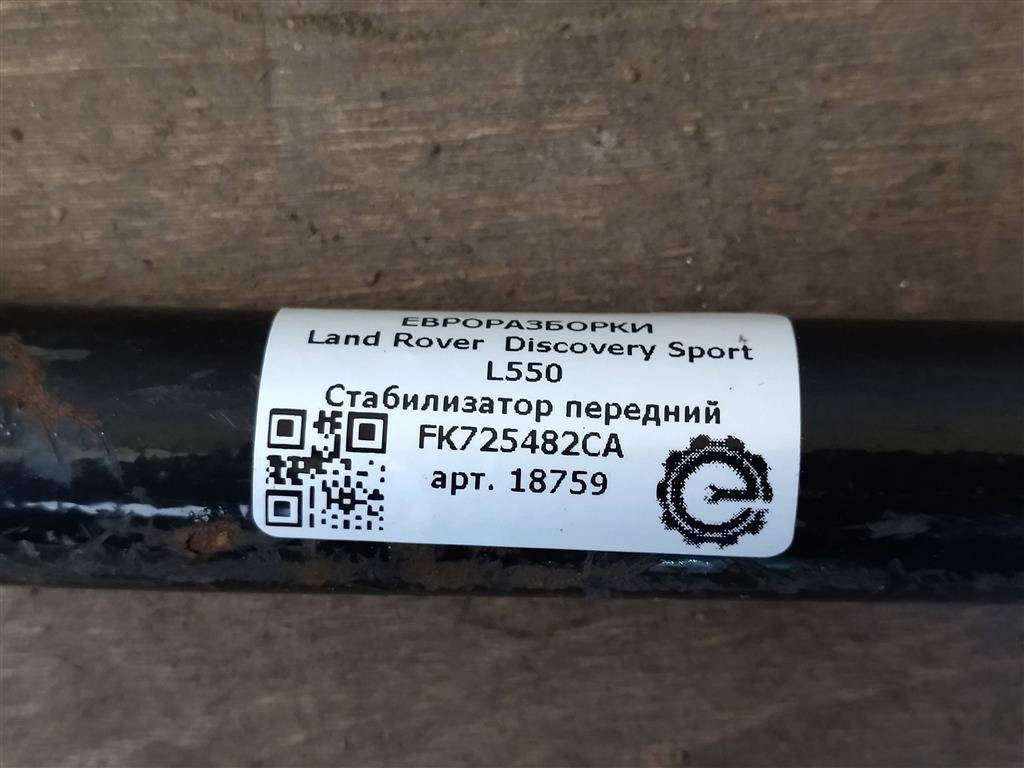 ЕВРОРАЗБОРКИ
Land Rover Discovery Sport
L550
Стабилизатор передний
FK725482CA
арт. 18759